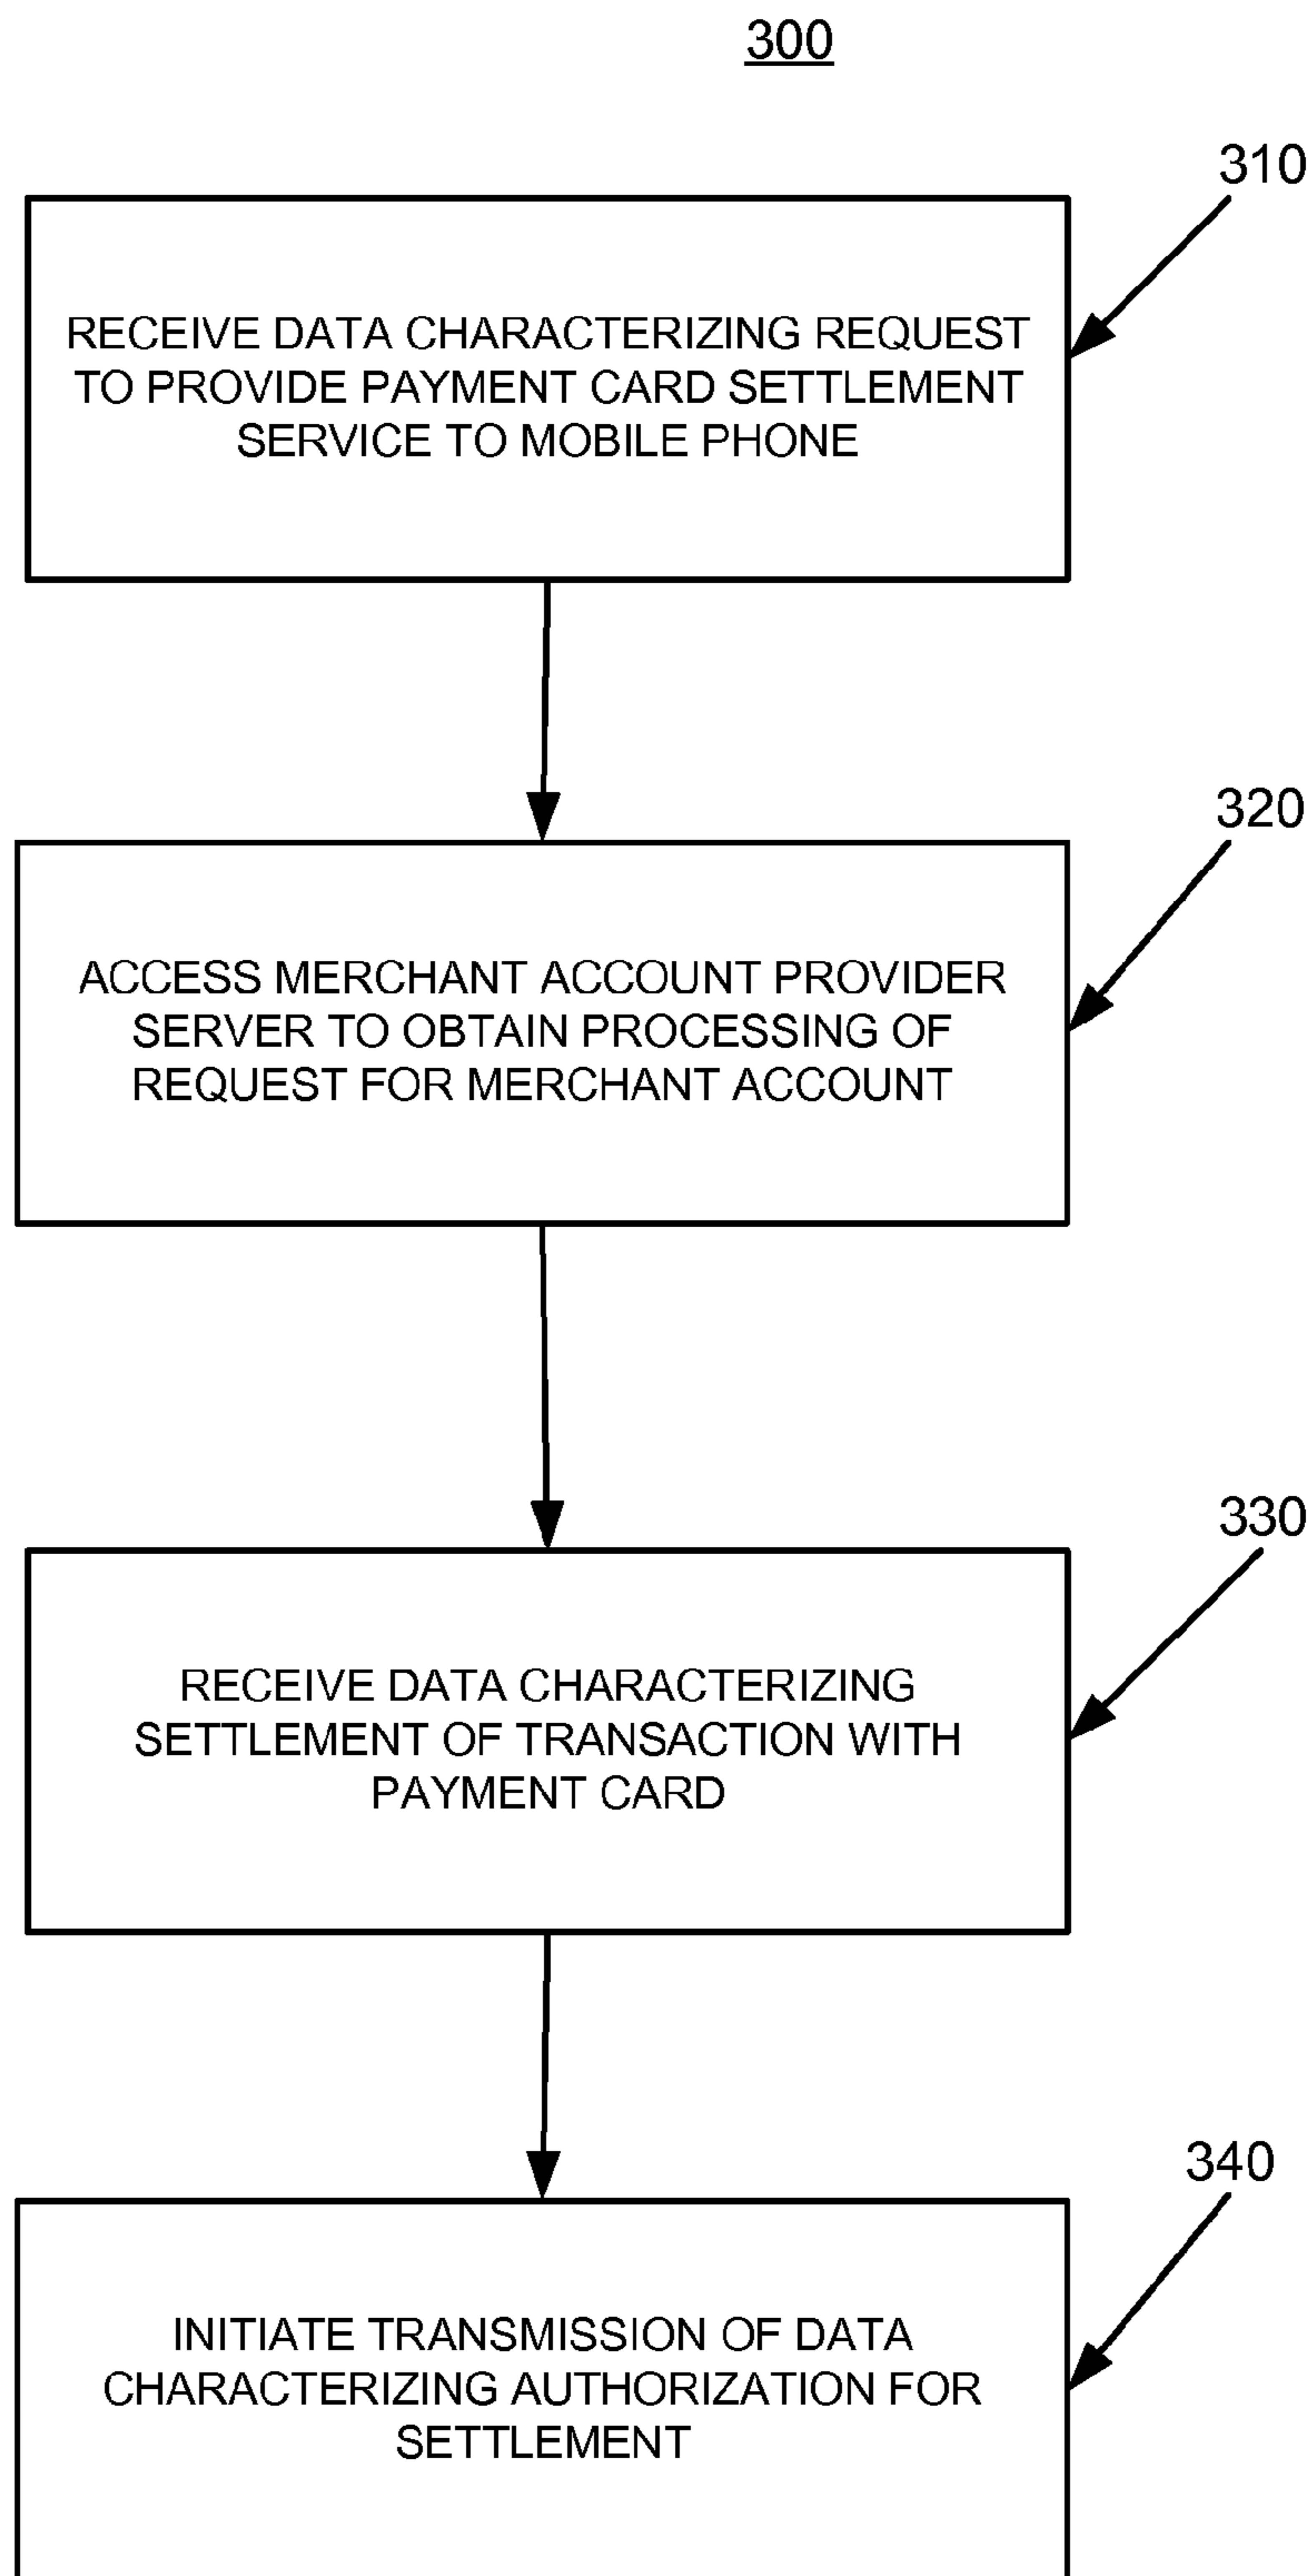 300
310
RECEIVE DATA CHARACTERIZING REQUEST
TO PROVIDE PAYMENT CARD SETTLEMENT
SERVICE TO MOBILE PHONE
320
ACCESS MERCHANT ACCOUNT PROVIDER
SERVER TO OBTAIN PROCESSING OF
REQUEST FOR MERCHANT ACCOUNT
330
RECEIVE DATA CHARACTERIZING
SETTLEMENT OF TRANSACTION WITH
PAYMENT CARD
340
INITIATE TRANSMISSION OF DATA
CHARACTERIZING AUTHORIZATION FOR
SETTLEMENT